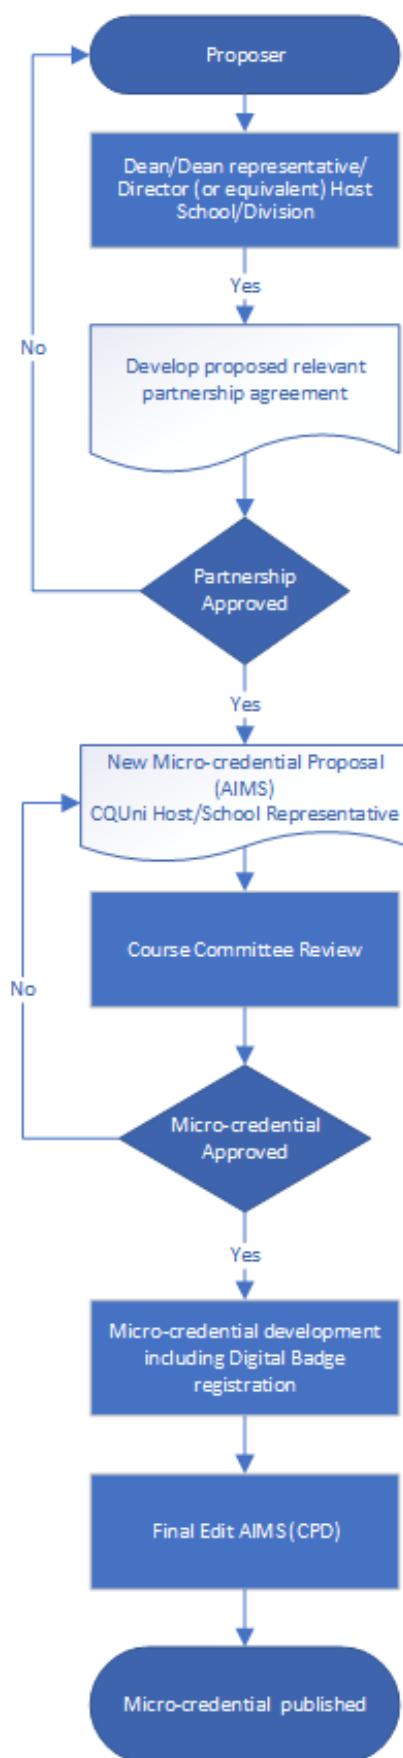 Proposer
Dean/Dean representative/
Director (or equivalent) Host
School/Division
Yes
Develop proposed relevant
partnership agreement
No
Partnership
Approved
Yes
New Micro-credential Proposal
(AIMS)
CQUni Host/School Representative
Course Committee Review
No
Micro-credential
Approved
Yes
Micro-credential development
including Digital Badge
registration
Final Edit AIMS (CPD)
Micro-credential published